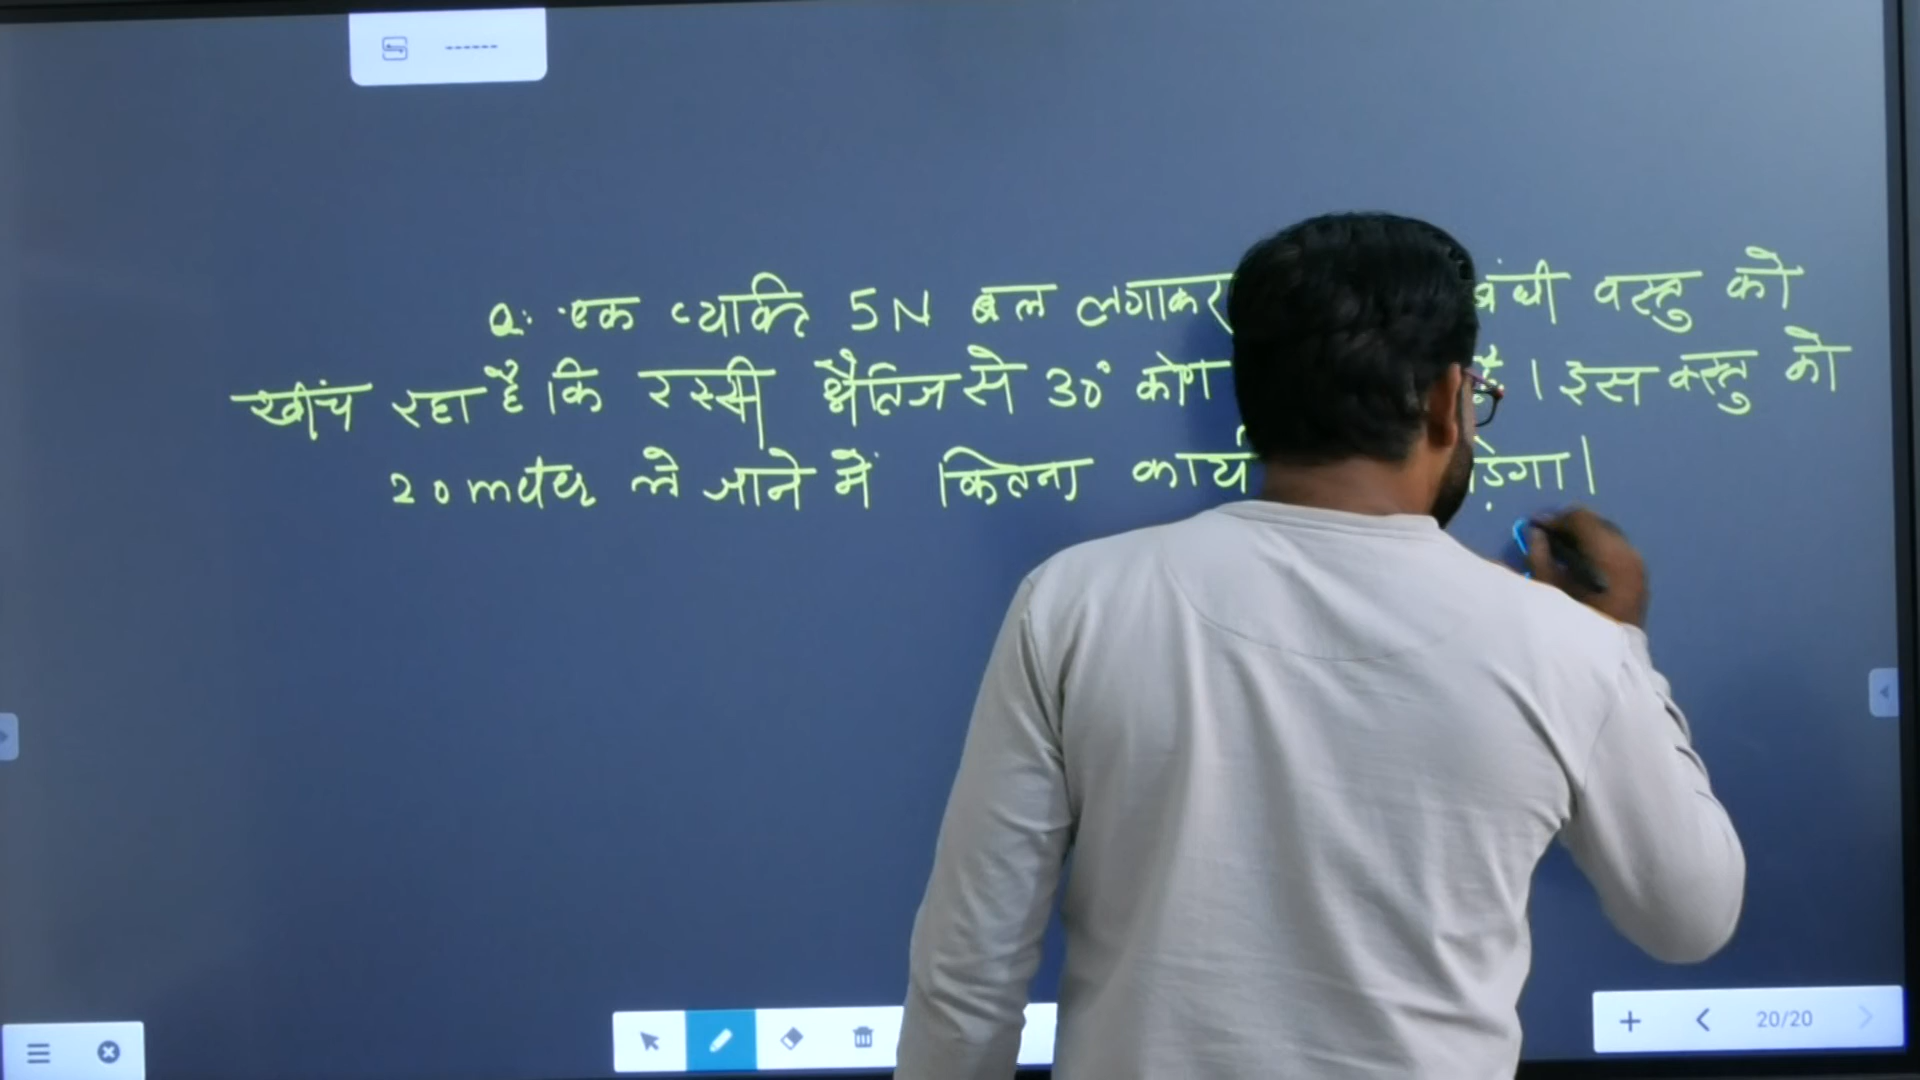 ------
Q. एक व्यक्ति 5N बल लगाकर बंधी वस्तु को
खींच रहा है कि रस्सी क्षैतिज से 30° कोण है । इस वस्तु को
20 meter ले जाने में कितना कार्य ड़ेगा।
20/20